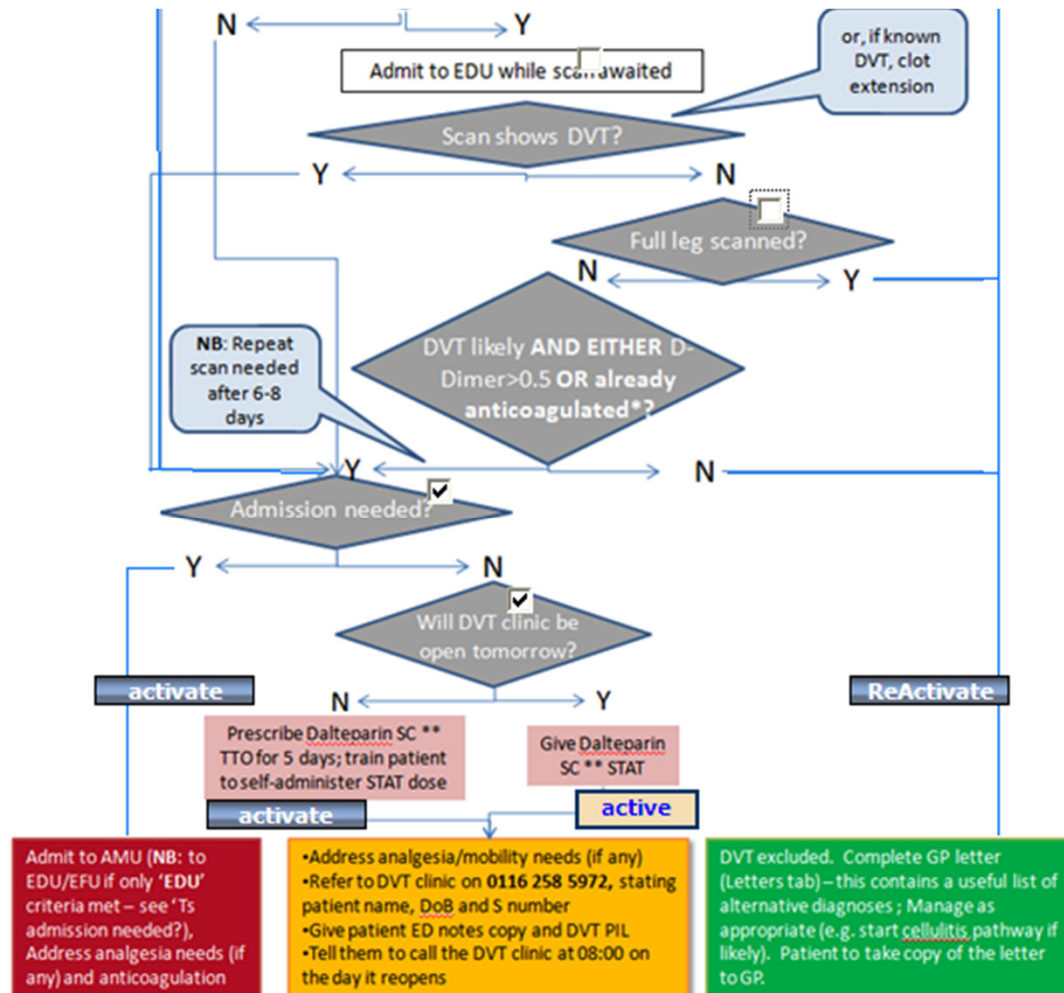 N
Y
Admit to EDU while scan awaited
or, if known
DVT, clot
extension
Scan shows DVT?
Y
N
Full leg scanned?
N
Y
NB: Repeat
scan needed
after 6-8
days
DVT likely AND EITHER D-
Dimer>0.5 OR already
anticoagulated*?
Y
N
Admission needed?
Y
N
Will DVT clinic be
open tomorrow?
activate
ReActivate
N
Y
Prescribe Dalteparin SC **
TTO for 5 days; train patient
to self-administer STAT dose
Give Dalteparin
SC ** STAT
activate
active
Admit to AMU (NB: to
EDU/EFU if only ‘EDU’
criteria met – see ‘Ts
admission needed?),
Address analgesia needs (if
any) and anticoagulation
•Address analgesia/mobility needs (if any)
•Refer to DVT clinic on 0116 258 5972, stating
patient name, DoB and S number
•Give patient ED notes copy and DVT PIL
•Tell them to call the DVT clinic at 08:00 on
the day it reopens
DVT excluded. Complete GP letter
(Letters tab) – this contains a useful list of
alternative diagnoses ; Manage as
appropriate (e.g. start cellulitis pathway if
likely). Patient to take copy of the letter
to GP.